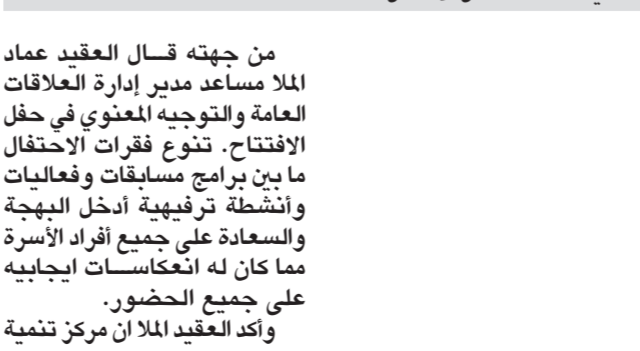 من جهته قال العقيد عماد
الملا مساعد مدير إدارة العلاقات
العامة والتوجيه المعنوي في حفل
الافتتاح. تنوع فقرات الاحتفال
ما بين برامج مسابقات وفعاليات
وأنشطة ترفيهية أدخل البهجة
والسعادة على جميع أفراد الأسرة
مما كان له انعكاسات ايجابيه
على جميع الحضور.
وأكد العقيد الملا ان مركز تنمية